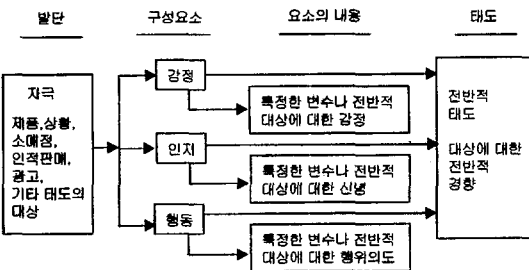 발단
구성요소
요소의 내용
태도
자극
제품,상황,
소매점,
인적판매,
광고,
기타 태도의
대상
감정
특정한 변수나 전반적
대상에 대한 감정
인지
특정한 변수나 전반적
대상에 대한 신념
행동
특정한 변수나 전반적
대상에 대한 행위의도
전반적
태도
대상에 대한
전반적
경향